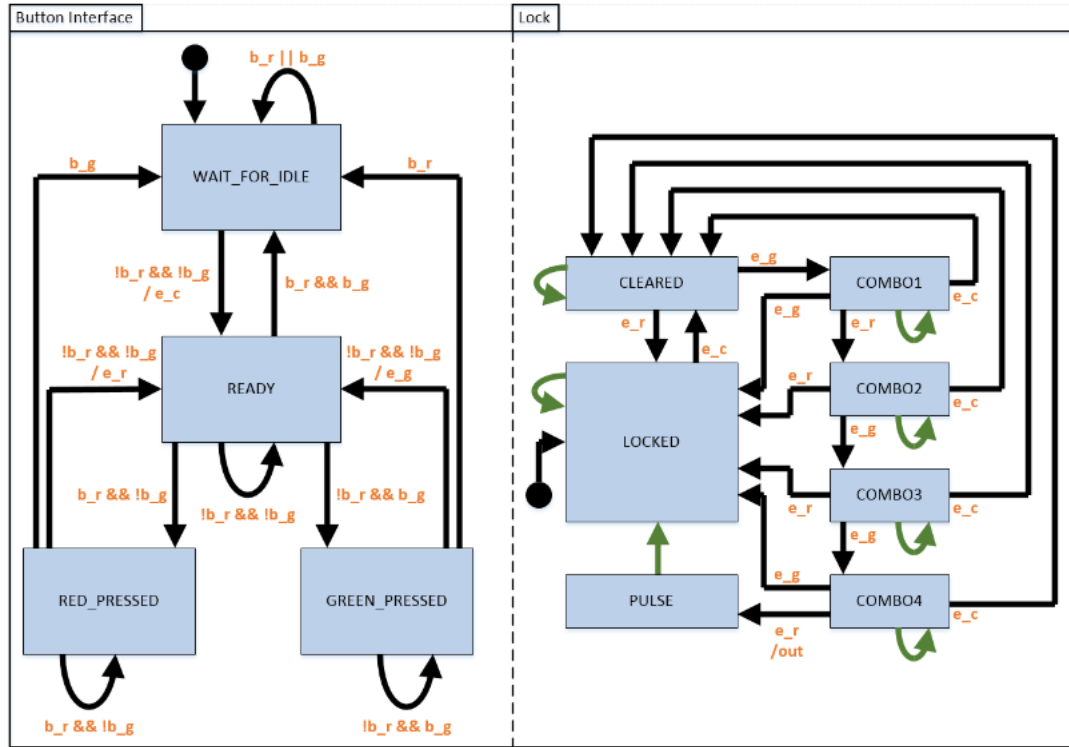 Button Interface
b_r || b_g
WAIT_FOR_IDLE
b_g
b_r
!b_r && !b_g
/ e_c
b_r && b_g
!b_r && !b_g
/ e_r
READY
!b_r && !b_g
/ e_g
b_r && !b_g
!b_r && !b_g
!b_r && b_g
RED_PRESSED
GREEN_PRESSED
b_r && !b_g
!b_r && b_g
Lock
CLEARED
e_g
COMBO1
e_c
e_r
e_c
e_g
e_r
LOCKED
e_r
COMBO2
e_c
e_g
e_r
COMBO3
e_c
e_g
e_g
PULSE
COMBO4
e_c
e_r
/out